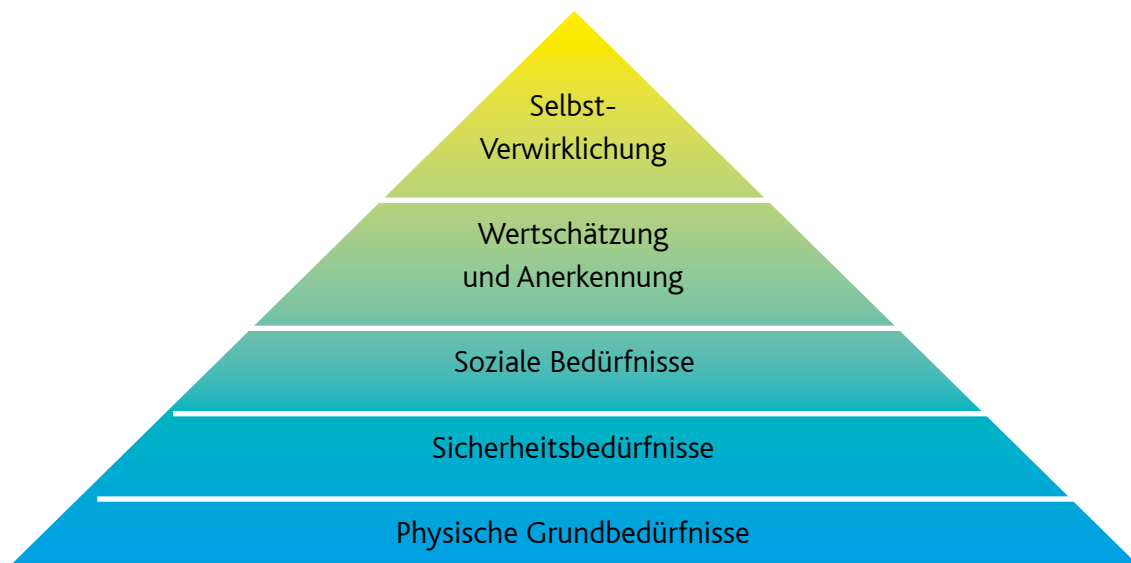 Selbst-
Verwirklichung
Wertschätzung
und Anerkennung
Soziale Bedürfnisse
Sicherheitsbedürfnisse
Physische Grundbedürfnisse